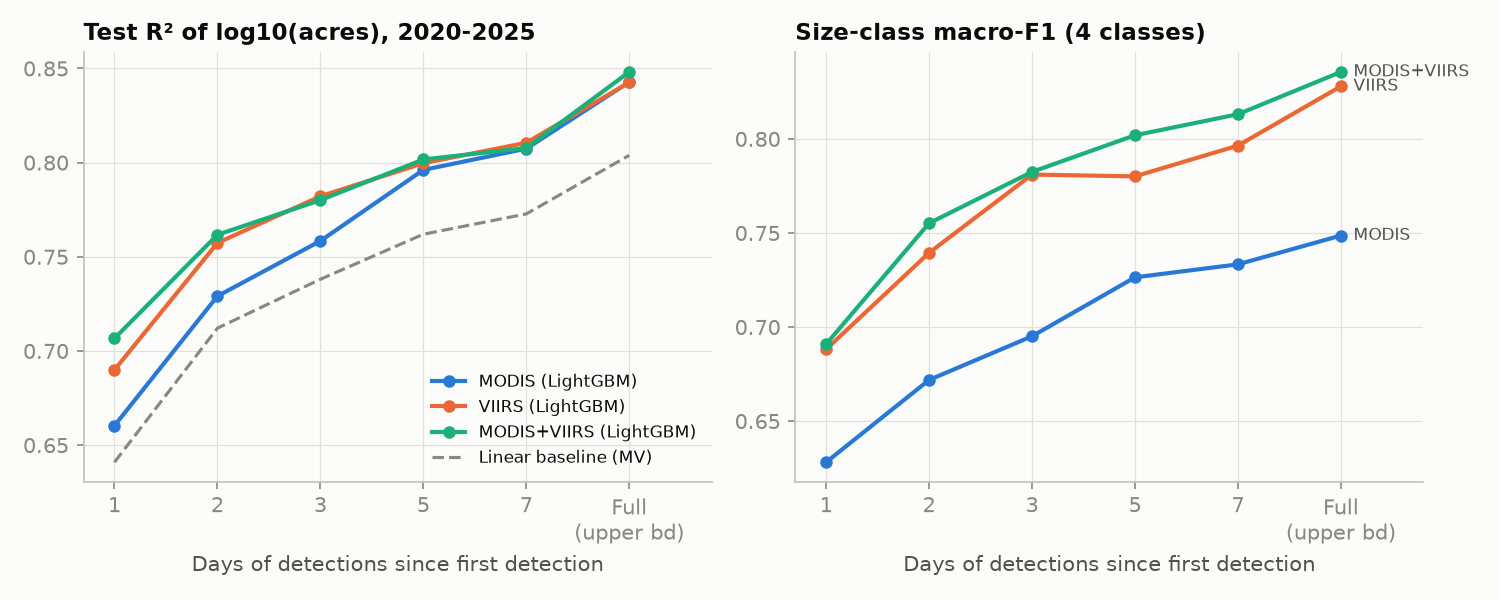 Test R² of log10(acres), 2020-2025
0.85
0.80
0.75
0.70
0.65
MODIS (LightGBM)
VIIRS (LightGBM)
MODIS+VIIRS (LightGBM)
Linear baseline (MV)
1 2 3 5 7 Full
(upper bd)
Days of detections since first detection
Size-class macro-F1 (4 classes)
MODIS+VIIRS
VIIRS
0.80
0.75
MODIS
0.70
0.65
1 2 3 5 7 Full
(upper bd)
Days of detections since first detection